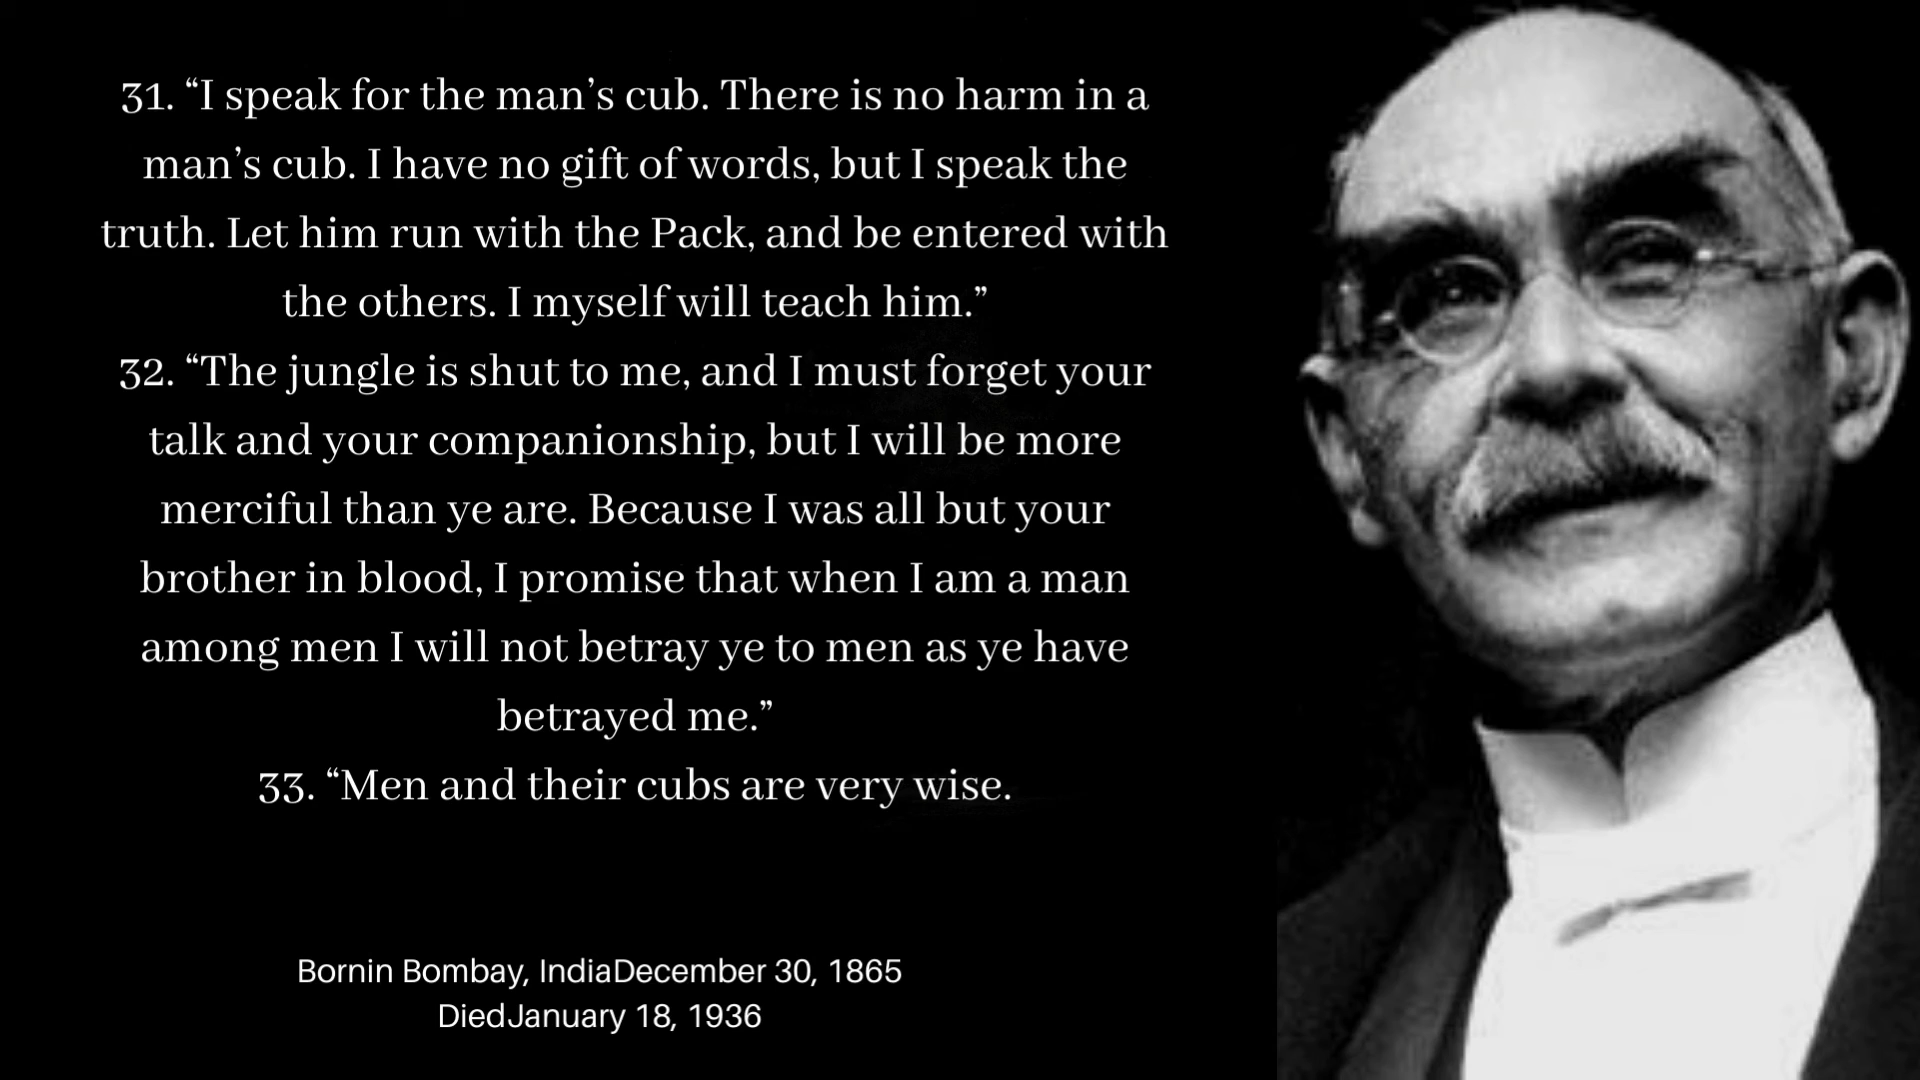 31. “I speak for the man’s cub. There is no harm in a
man’s cub. I have no gift of words, but I speak the
truth. Let him run with the Pack, and be entered with
the others. I myself will teach him.”
32. “The jungle is shut to me, and I must forget your
talk and your companionship, but I will be more
merciful than ye are. Because I was all but your
brother in blood, I promise that when I am a man
among men I will not betray ye to men as ye have
betrayed me.”
33. “Men and their cubs are very wise.
Bornin Bombay, IndiaDecember 30, 1865
DiedJanuary 18, 1936